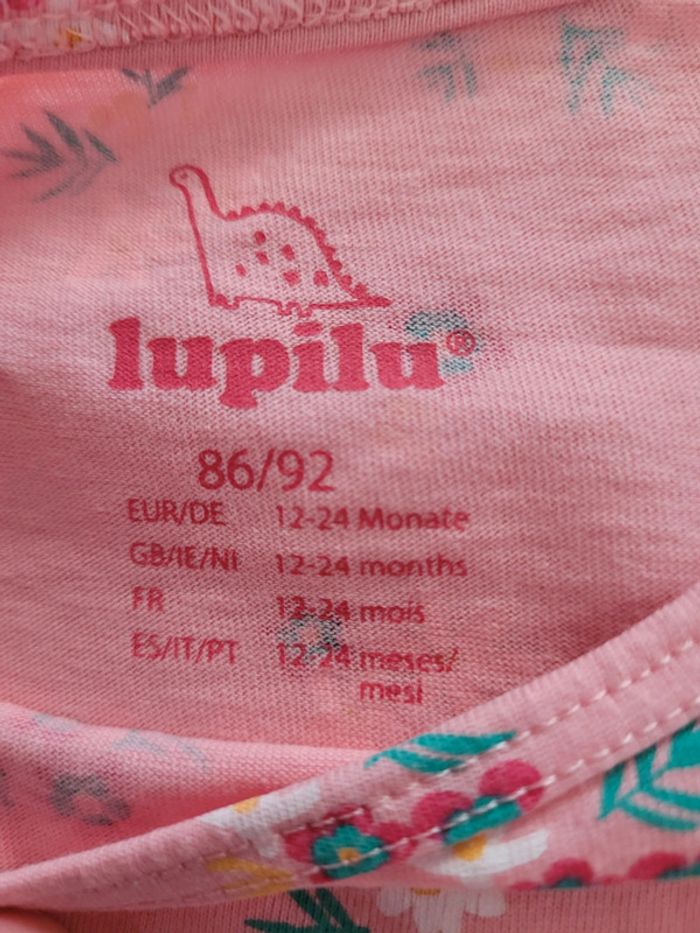 lupilu®
86/92
EUR/DE 12-24 Monate
GB/IE/NI 12-24 months
FR 12-24 mois
ES/IT/PT 12-24 meses/
mesi